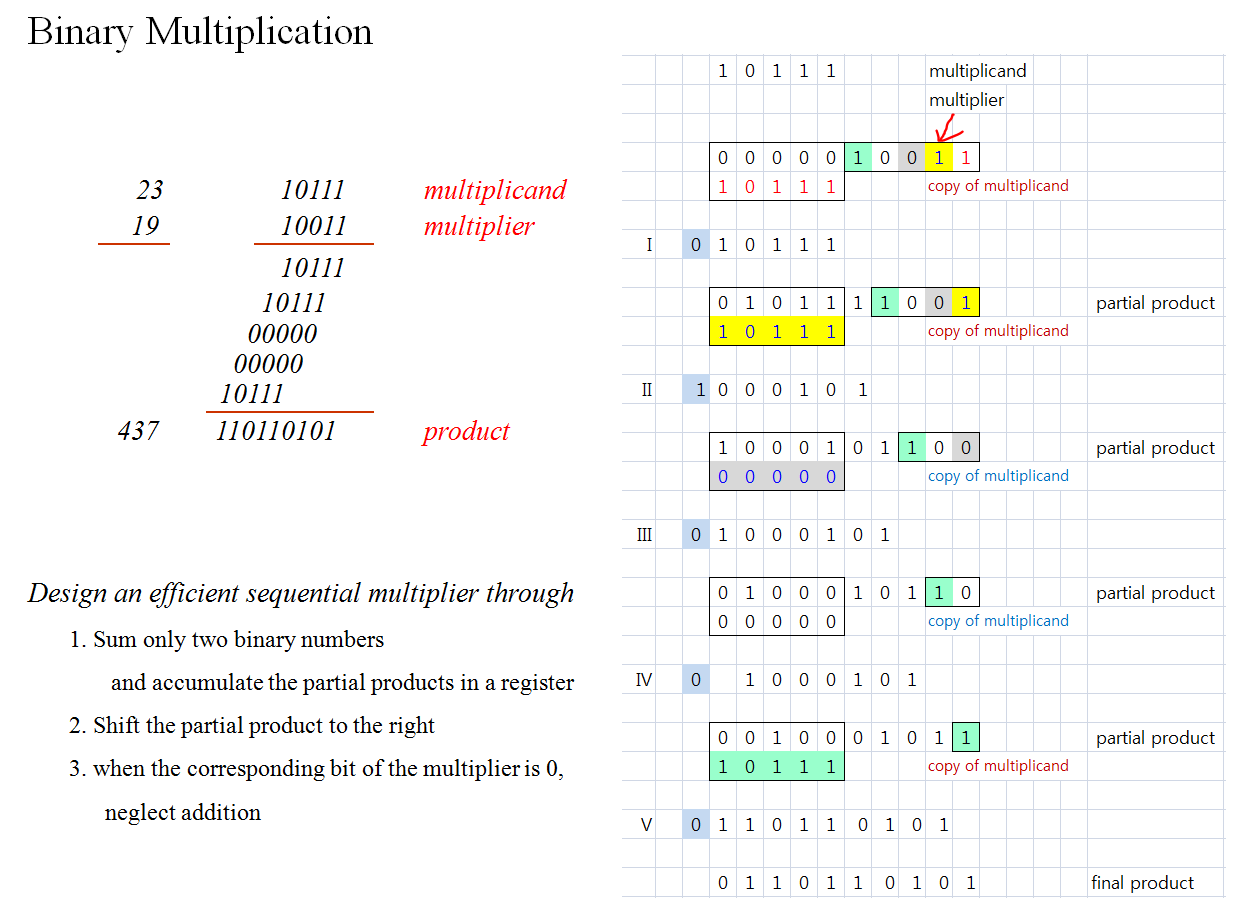 Binary Multiplication
23 10111 multiplicand
19 10011 multiplier
10111
10111
00000
00000
10111
437 110110101 product
Design an efficient sequential multiplier through
1. Sum only two binary numbers
and accumulate the partial products in a register
2. Shift the partial product to the right
3. when the corresponding bit of the multiplier is 0,
neglect addition
1 0 1 1 1 multiplicand
multiplier
0 0 0 0 0 1 0 0 1 1
1 0 1 1 1 copy of multiplicand
I 0 1 0 1 1 1
0 1 0 1 1 1 1 0 0 1 partial product
1 0 1 1 1 copy of multiplicand
II 1 0 0 0 1 0 1
1 0 0 0 1 0 1 1 0 0 partial product
0 0 0 0 0 copy of multiplicand
III 0 1 0 0 0 1 0 1
0 1 0 0 0 1 0 1 1 0 partial product
0 0 0 0 0 copy of multiplicand
IV 0 1 0 0 0 1 0 1
0 0 1 0 0 0 1 0 1 1 partial product
1 0 1 1 1 copy of multiplicand
V 0 1 1 0 1 1 0 1 0 1
0 1 1 0 1 1 0 1 0 1 final product